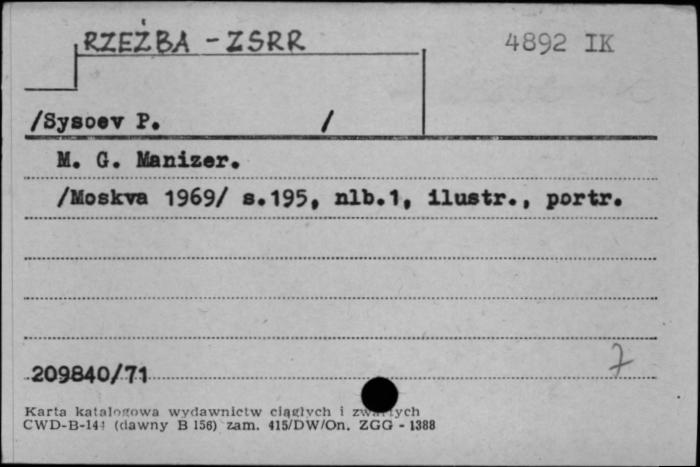 RZEŹBA - ZSRR
4892 IK
/Sysoev P. /
M. G. Manizer.
/Moskva 1969/ s.195, nlb.1, ilustr., portr.
209840/71
7
Karta katalogowa wydawnictw ciągłych i zwartych
CWD-B-144 (dawny B 156) zam. 415/DW/On. ZGG - 1388